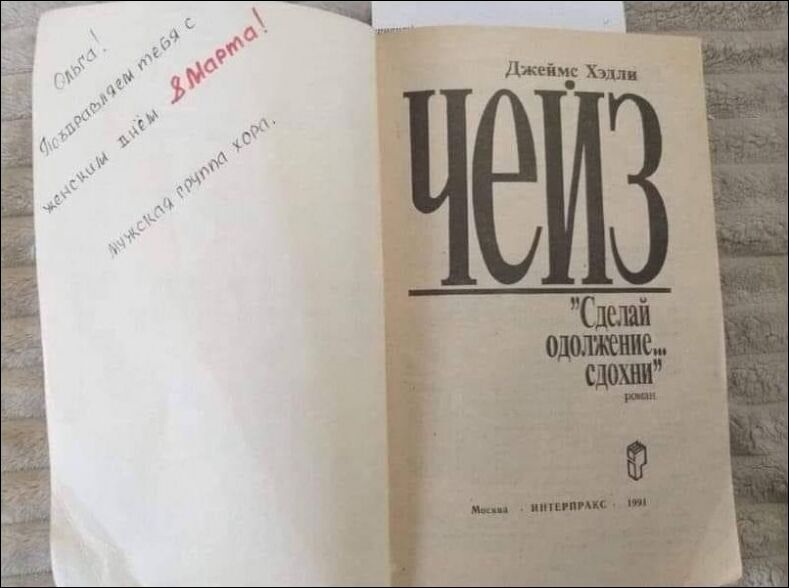 Ольга!
Поздравляем тебя с
женским днём 8 Марта!
мужская группа хора.
Джеймс Хэдли
Чейз
"Сделай
одолжение...
сдохни"
роман
Москва · ИНТЕРПРАКС · 1991